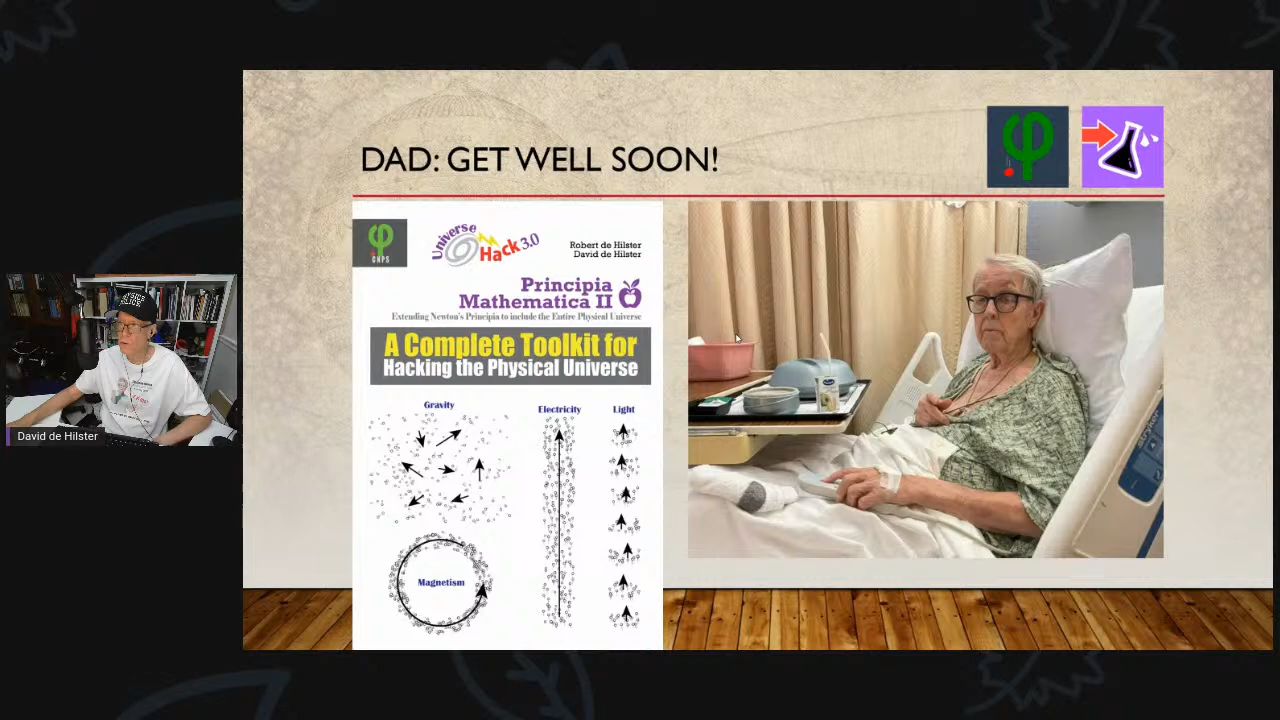 DAD: GET WELL SOON!
CNPS
Universe
Hack 3.0
Robert de Hilster
David de Hilster
Principia
Mathematica II
Extending Newton's Principia to include the Entire Physical Universe
A Complete Toolkit for
Hacking the Physical Universe
Gravity
Electricity
Light
Magnetism
David de Hilster